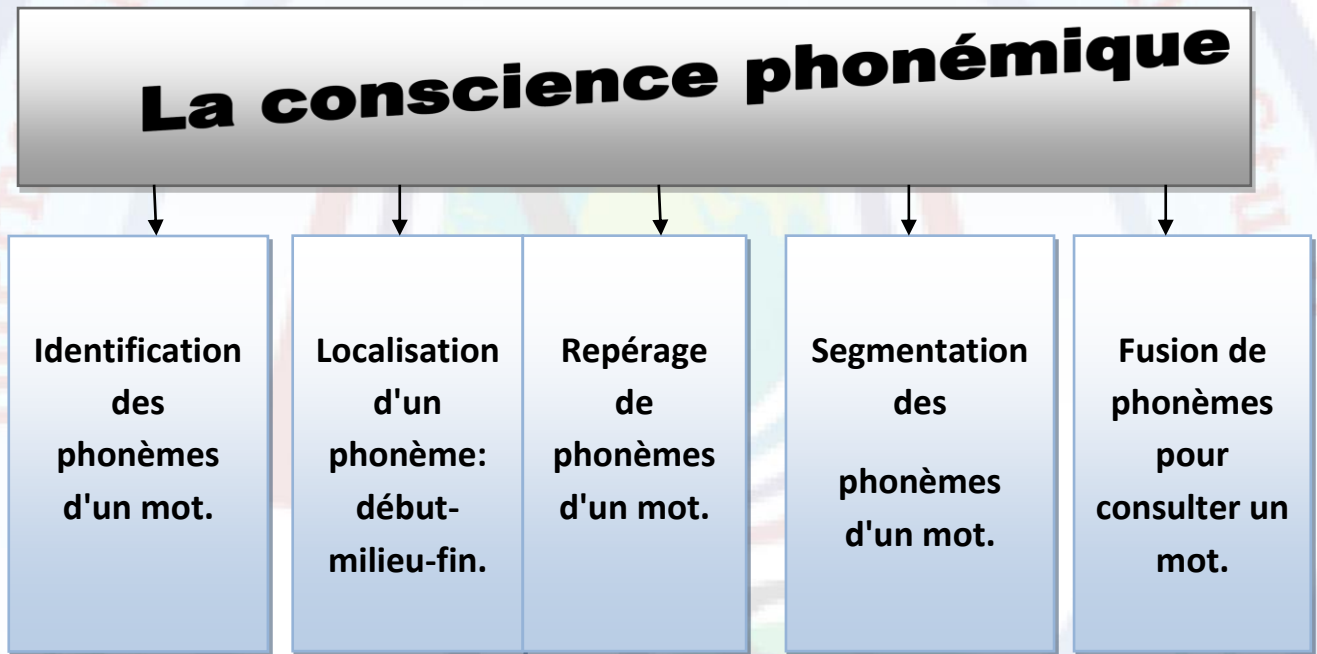 La conscience phonémique
Identification
des
phonèmes
d'un mot.
Localisation
d'un
phonème:
début-
milieu-fin.
Repérage
de
phonèmes
d'un mot.
Segmentation
des
phonèmes
d'un mot.
Fusion de
phonèmes
pour
consulter un
mot.